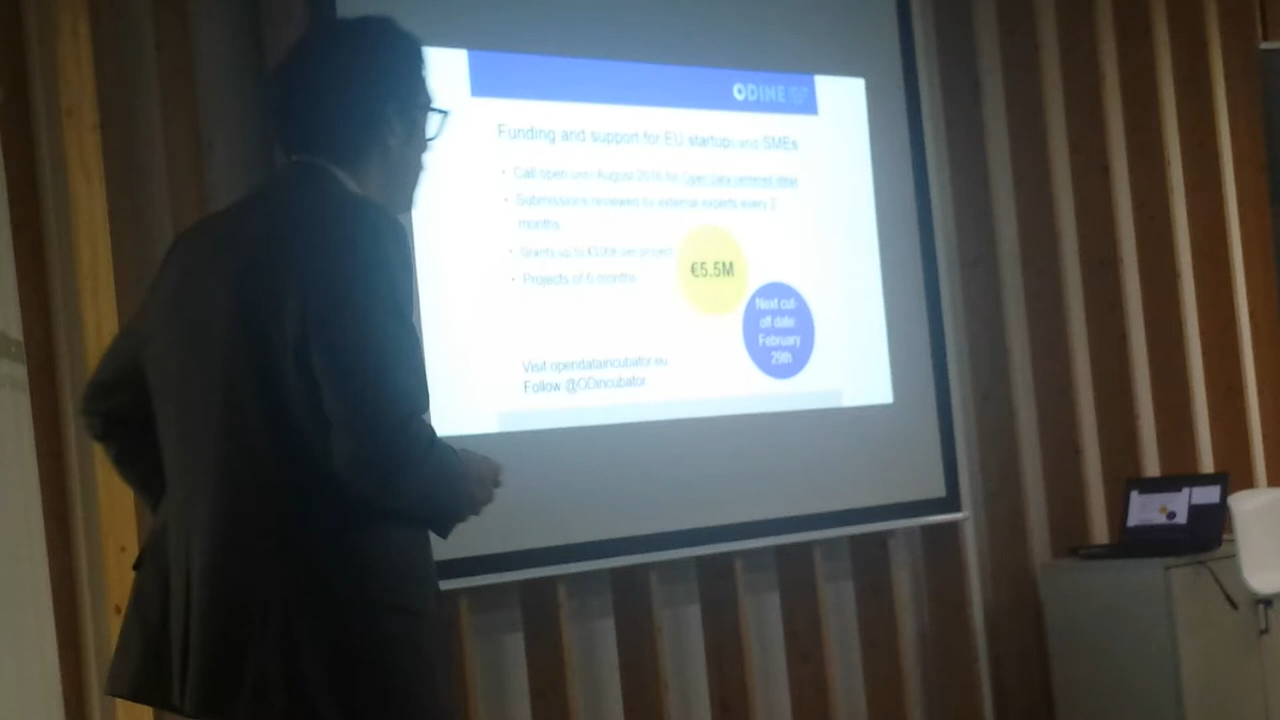 ODINE
Funding and support for EU startups and SMEs
• Call open until August 2016 for Open Data centered ideas
• Submissions reviewed by external experts every 2
months
• Grants up to €100k per project
• Projects of 6 months
€5.5M
Next cut-
off date:
February
29th
Visit opendataincubator.eu
Follow @ODincubator